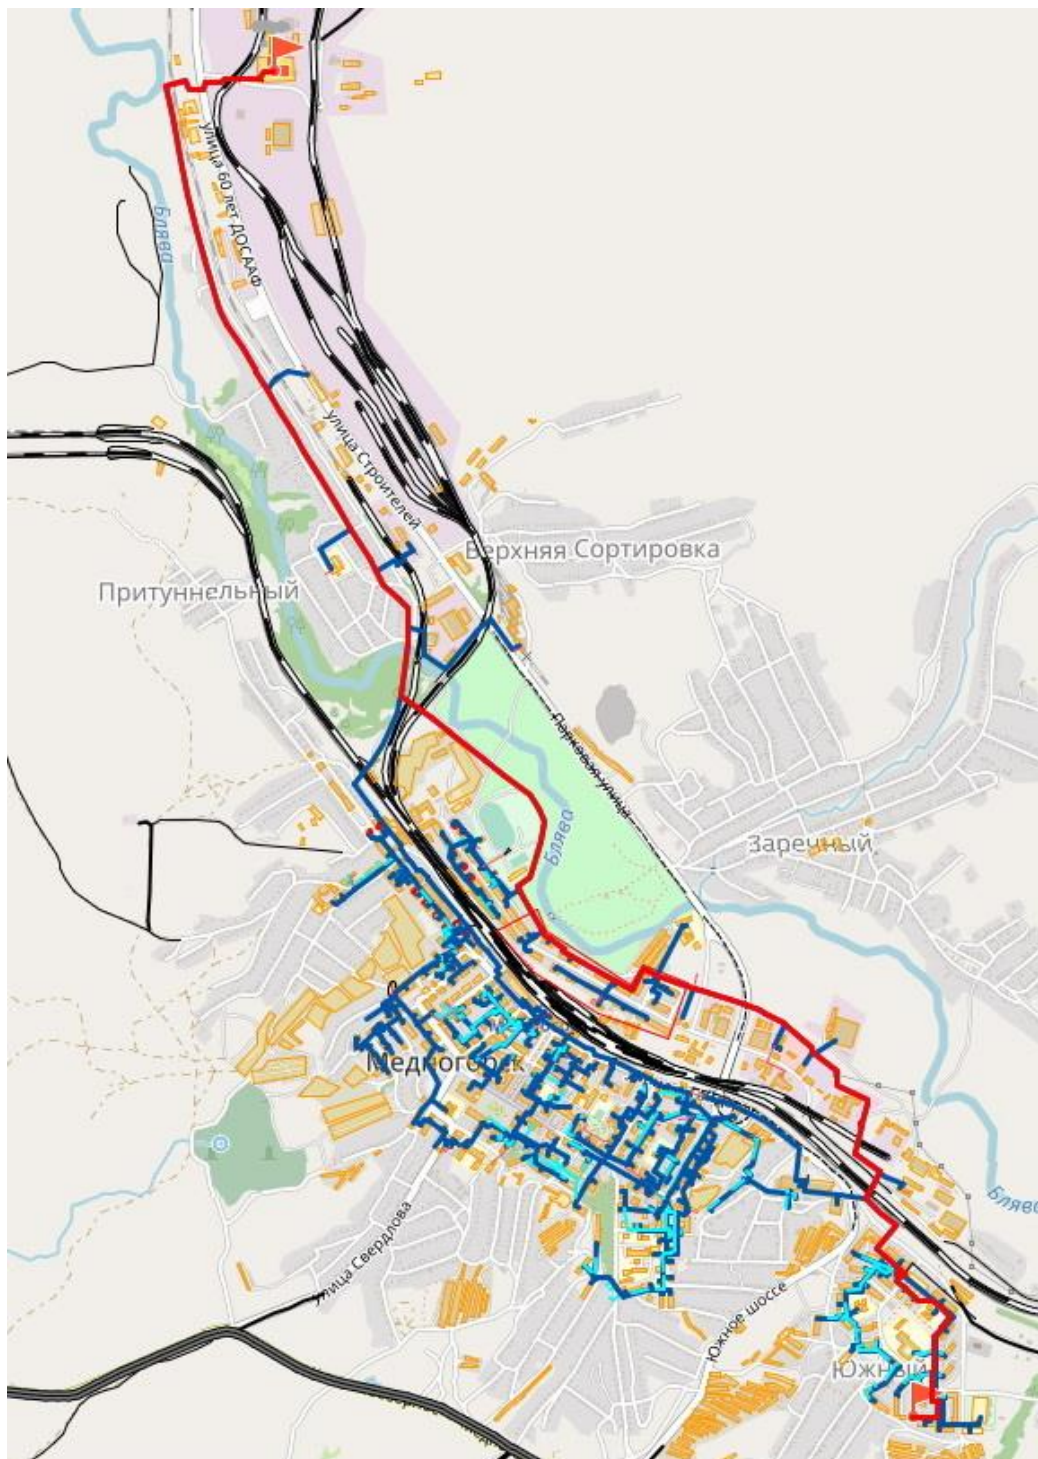 улица 60 лет ДОСААФ
Блява
улица Строителей
Верхняя Сортировка
Притуннельный
Парковая улица
Блява
Заречный
Медногорск
Блява
улица Свердлова
Южное шоссе
Южный